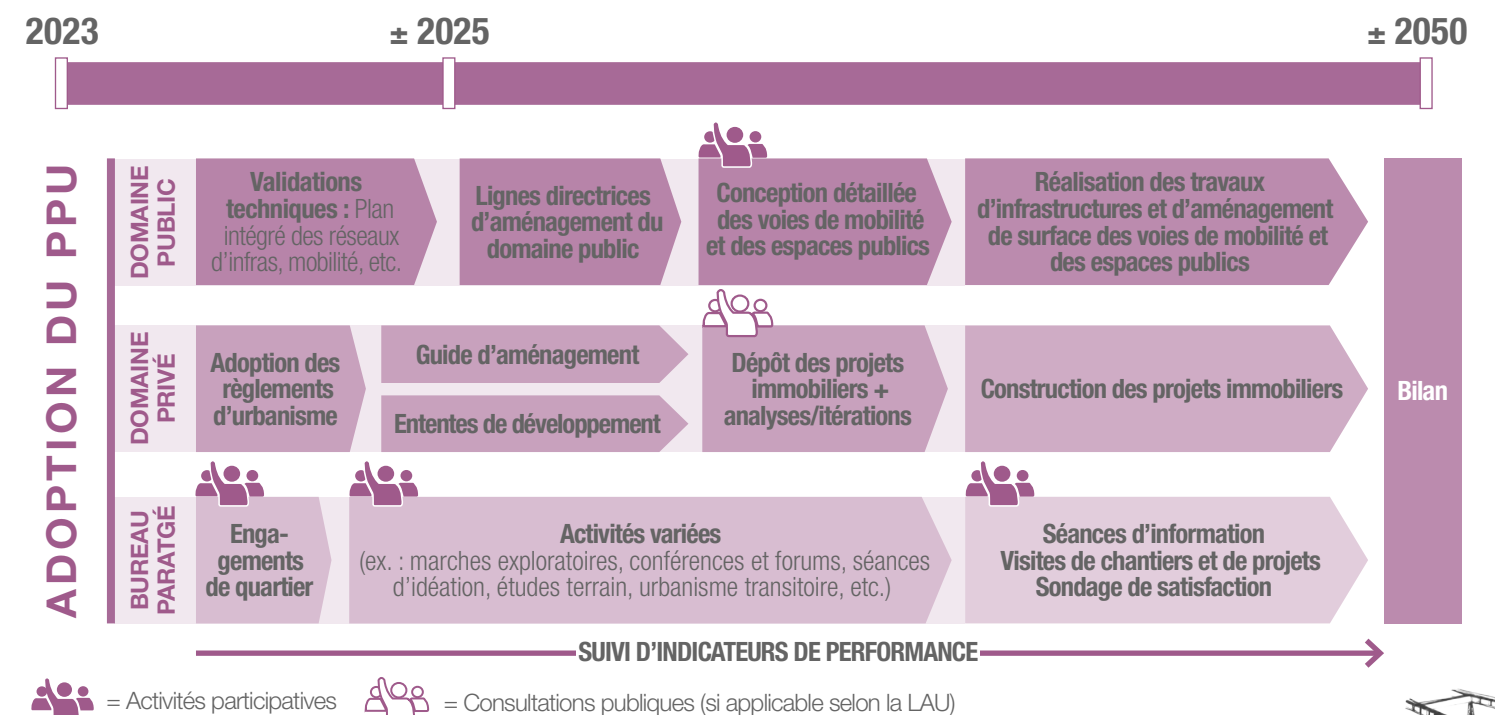 2023
± 2025
± 2050
ADOPTION DU PPU
DOMAINE
PUBLIC
Validations
techniques : Plan
intégré des réseaux
d'infras, mobilité, etc.
Lignes directrices
d'aménagement du
domaine public
Conception détaillée
des voies de mobilité
et des espaces publics
Réalisation des travaux
d'infrastructures et d'aménagement
de surface des voies de mobilité et
des espaces publics
DOMAINE
PRIVÉ
Adoption des
règlements
d'urbanisme
Guide d'aménagement
Ententes de développement
Dépôt des projets
immobiliers +
analyses/itérations
Construction des projets immobiliers
Bilan
BUREAU
PARATGÉ
Enga-
gements
de quartier
Activités variées
(ex. : marches exploratoires, conférences et forums, séances
d'idéation, études terrain, urbanisme transitoire, etc.)
Séances d'information
Visites de chantiers et de projets
Sondage de satisfaction
SUIVI D'INDICATEURS DE PERFORMANCE
= Activités participatives
= Consultations publiques (si applicable selon la LAU)